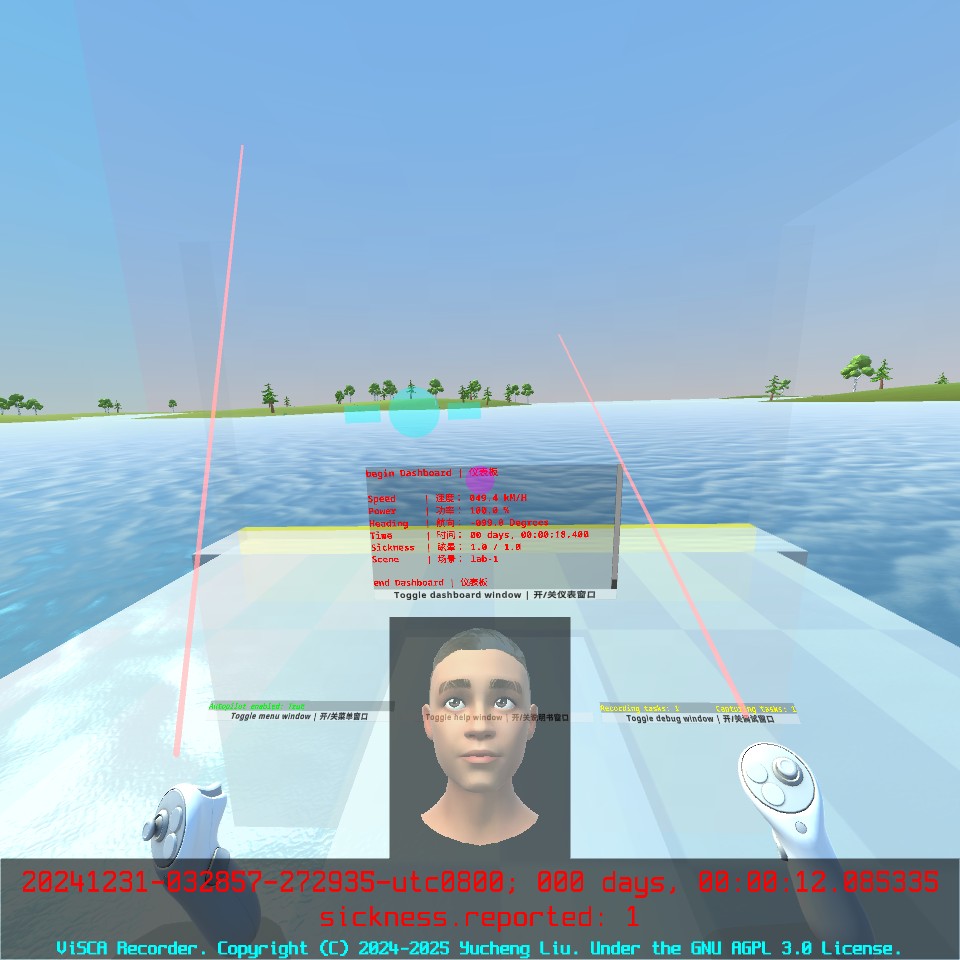 begin Dashboard | 仪表板
Speed | 速度： 049.4 kM/H
Power | 功率： 100.0 %
Heading | 航向： -099.0 Degrees
Time | 时间： 00 days, 00:00:18.400
Sickness | 眩晕： 1.0 / 1.0
Scene | 场景： lab-1
end Dashboard | 仪表板
Toggle dashboard window | 开/关仪表窗口
Autopilot enabled: True
Toggle menu window | 开/关菜单窗口
Toggle help window | 开/关说明书窗口
Recording tasks: 1 Capturing tasks: 1
Toggle debug window | 开/关调试窗口
20241231-032857-272935-utc0800; 000 days, 00:00:12.085335
sickness.reported: 1
ViSCA Recorder. Copyright (C) 2024-2025 Yucheng Liu. Under the GNU AGPL 3.0 License.